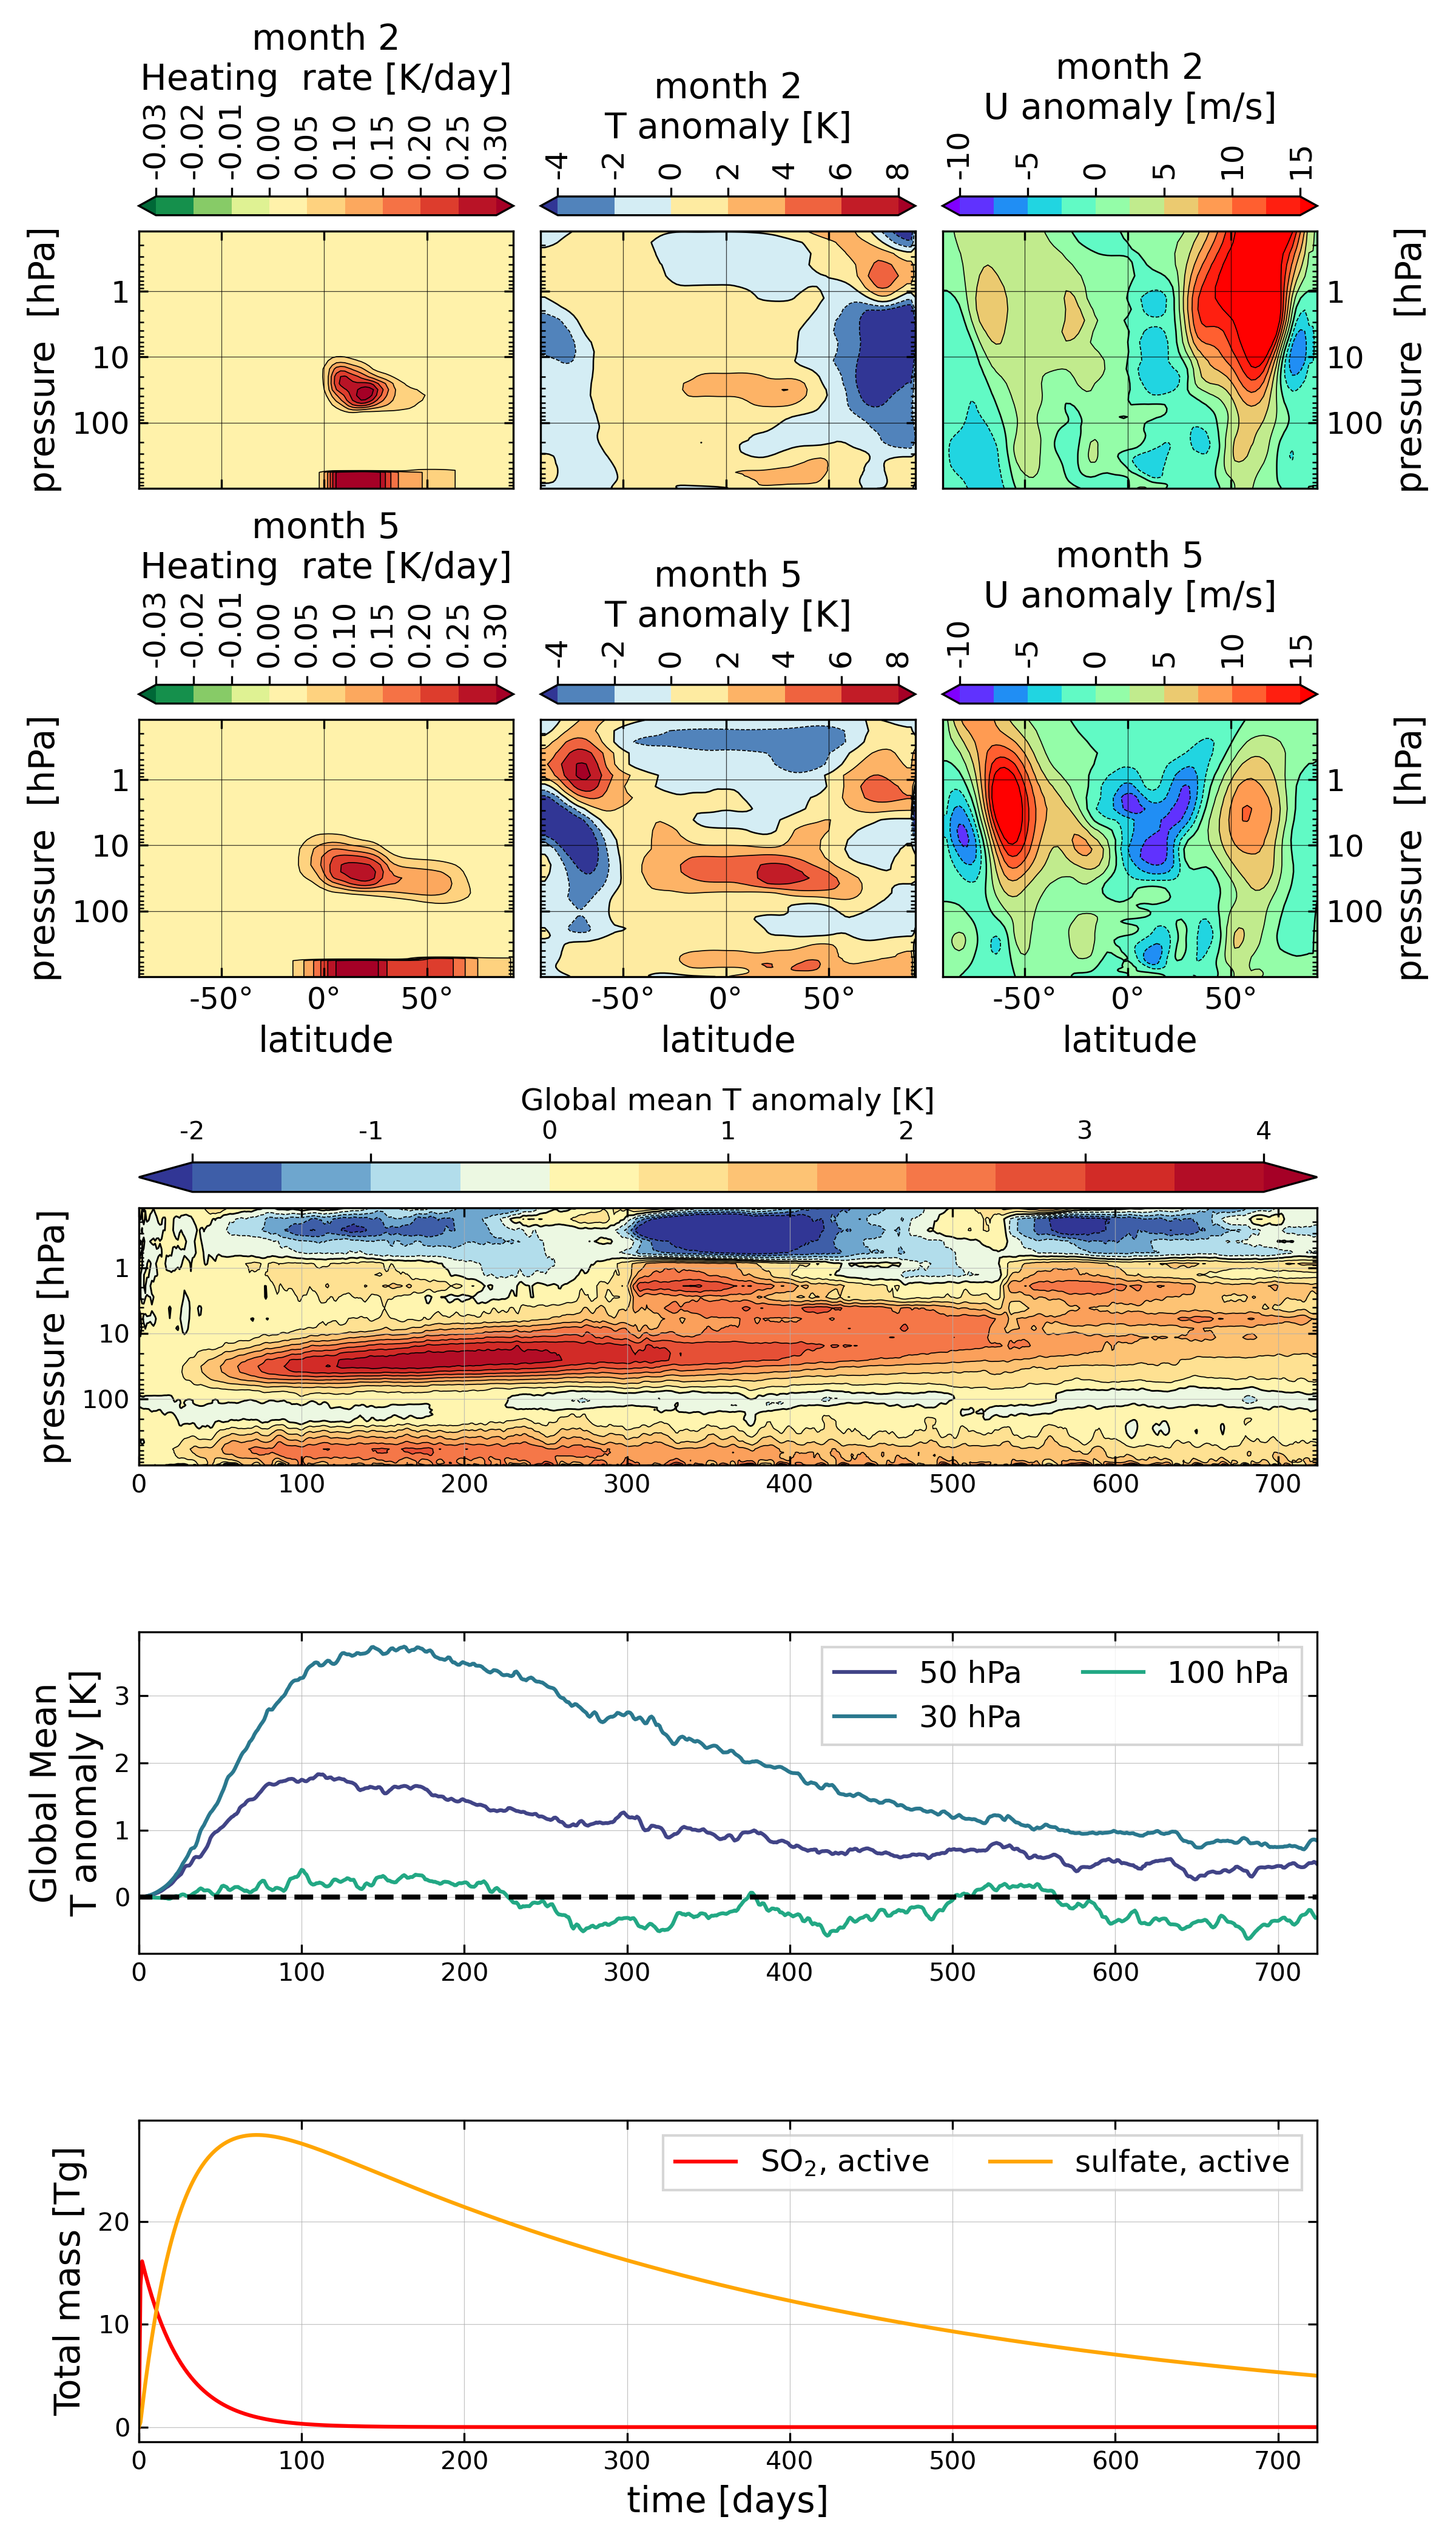 month 2
Heating  rate [K/day]
-0.03 -0.02 -0.01 0.00 0.05 0.10 0.15 0.20 0.25 0.30
month 2
T anomaly [K]
-4 -2 0 2 4 6 8
month 2
U anomaly [m/s]
-10 -5 0 5 10 15
pressure  [hPa]
1
10
100
1
10
100
pressure  [hPa]
month 5
Heating  rate [K/day]
-0.03 -0.02 -0.01 0.00 0.05 0.10 0.15 0.20 0.25 0.30
month 5
T anomaly [K]
-4 -2 0 2 4 6 8
month 5
U anomaly [m/s]
-10 -5 0 5 10 15
pressure  [hPa]
1
10
100
1
10
100
pressure  [hPa]
-50° 0° 50°
latitude
-50° 0° 50°
latitude
-50° 0° 50°
latitude
Global mean T anomaly [K]
-2 -1 0 1 2 3 4
pressure [hPa]
1
10
100
0 100 200 300 400 500 600 700
Global Mean
T anomaly [K]
3
2
1
0
50 hPa
30 hPa
100 hPa
0 100 200 300 400 500 600 700
Total mass [Tg]
20
10
0
SO₂, active
sulfate, active
0 100 200 300 400 500 600 700
time [days]